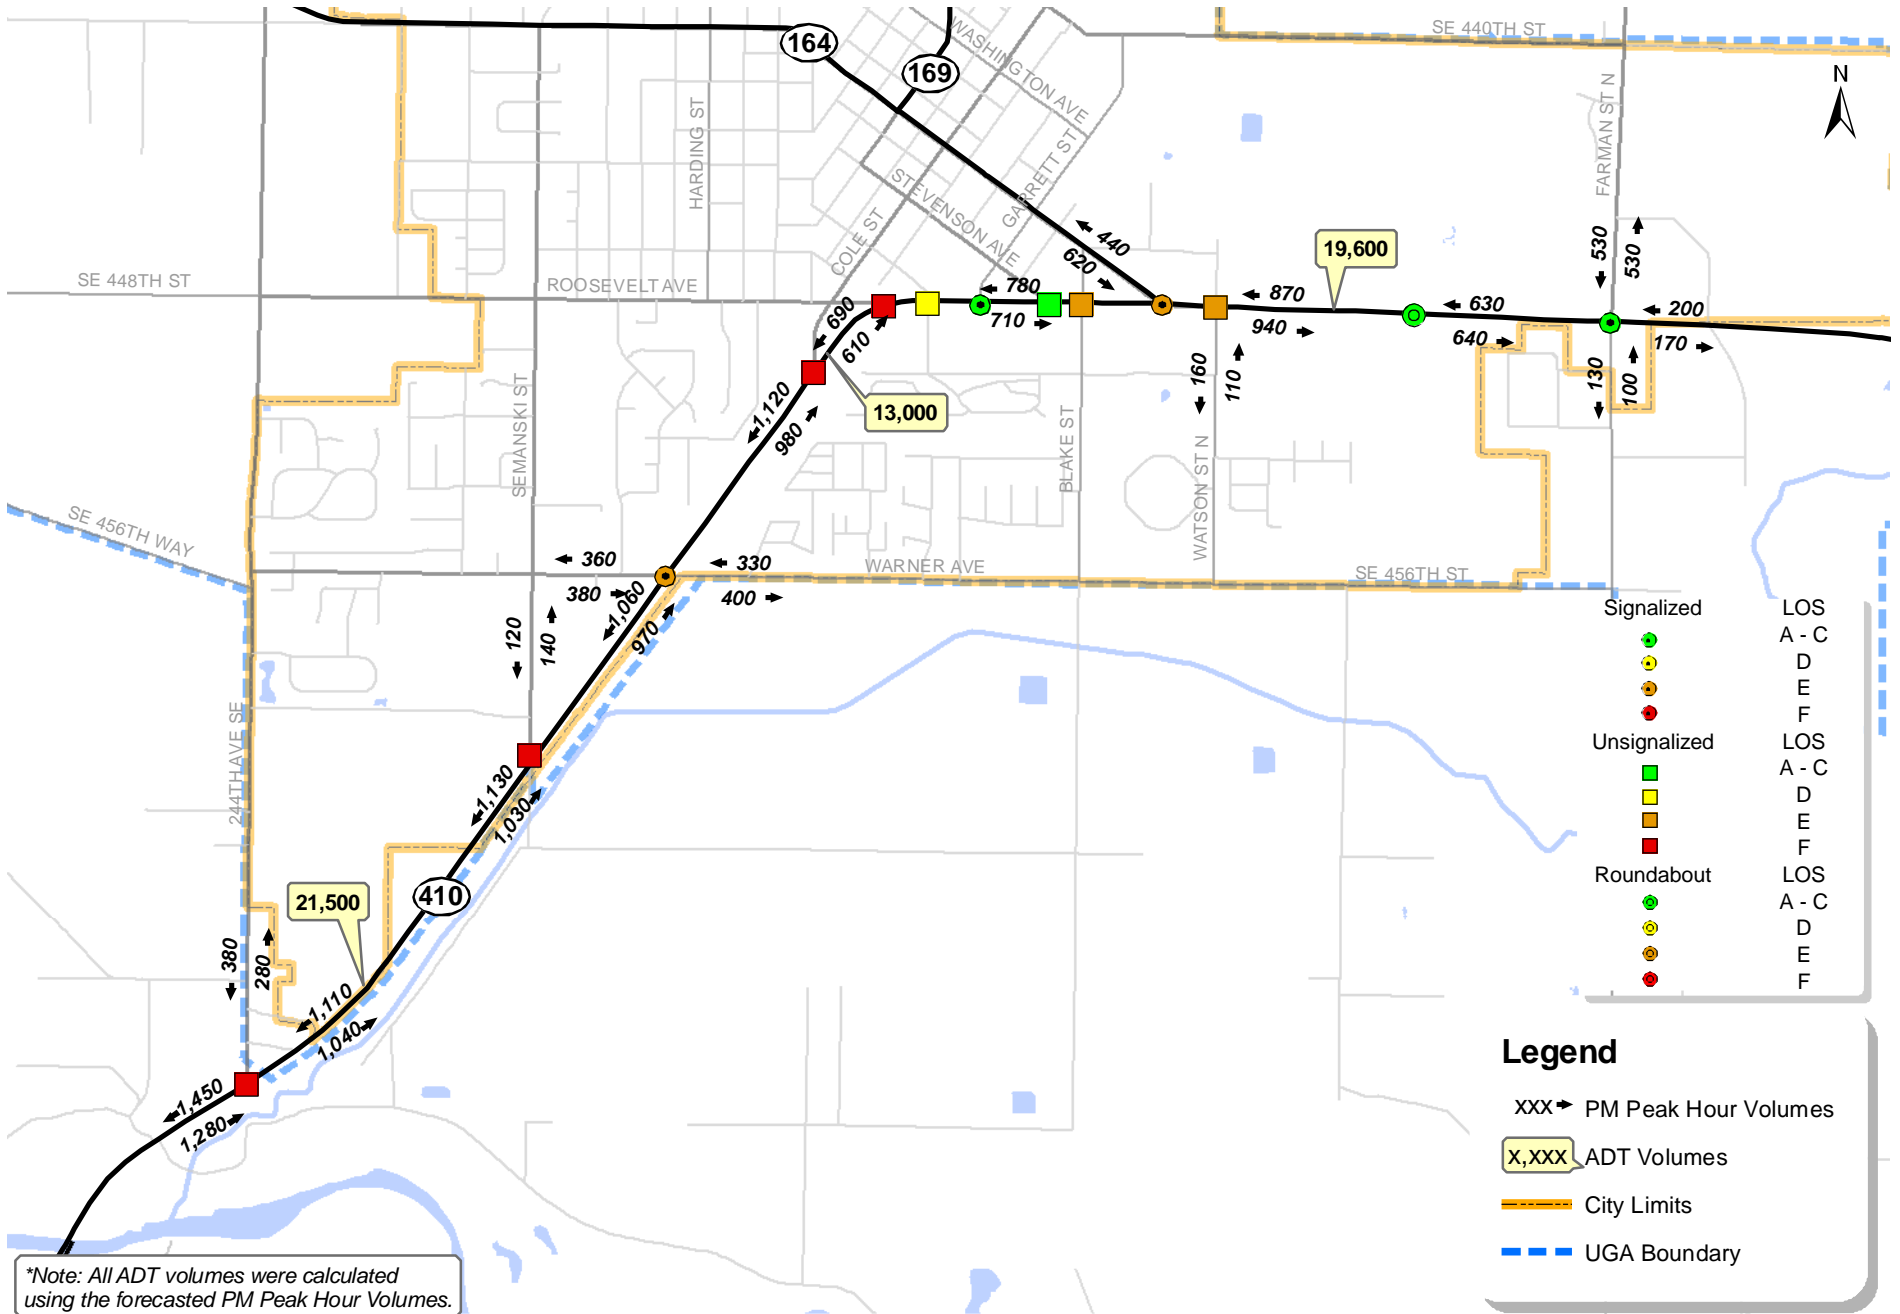 SE 440TH ST
164
169
WASHINGTON AVE
N
FARMAN ST N
HARDING ST
GARRETT ST
STEVENSON AVE
COLE ST
440
620
19,600
530
530
SE 448TH ST
ROOSEVELT AVE
780
710
870
940
630
640
200
170
690
610
1,120
980
13,000
160
110
130
100
SEMANSKI ST
BLAKE ST
WATSON ST N
SE 456TH WAY
360
380
330
400
WARNER AVE
SE 456TH ST
1,060
970
120
140
244TH AVE SE
1,130
1,030
410
21,500
380
280
1,110
1,040
1,450
1,280
Signalized LOS
A - C
D
E
F
Unsignalized LOS
A - C
D
E
F
Roundabout LOS
A - C
D
E
F
Legend
XXX PM Peak Hour Volumes
X,XXX ADT Volumes
City Limits
UGA Boundary
*Note: All ADT volumes were calculated
using the forecasted PM Peak Hour Volumes.